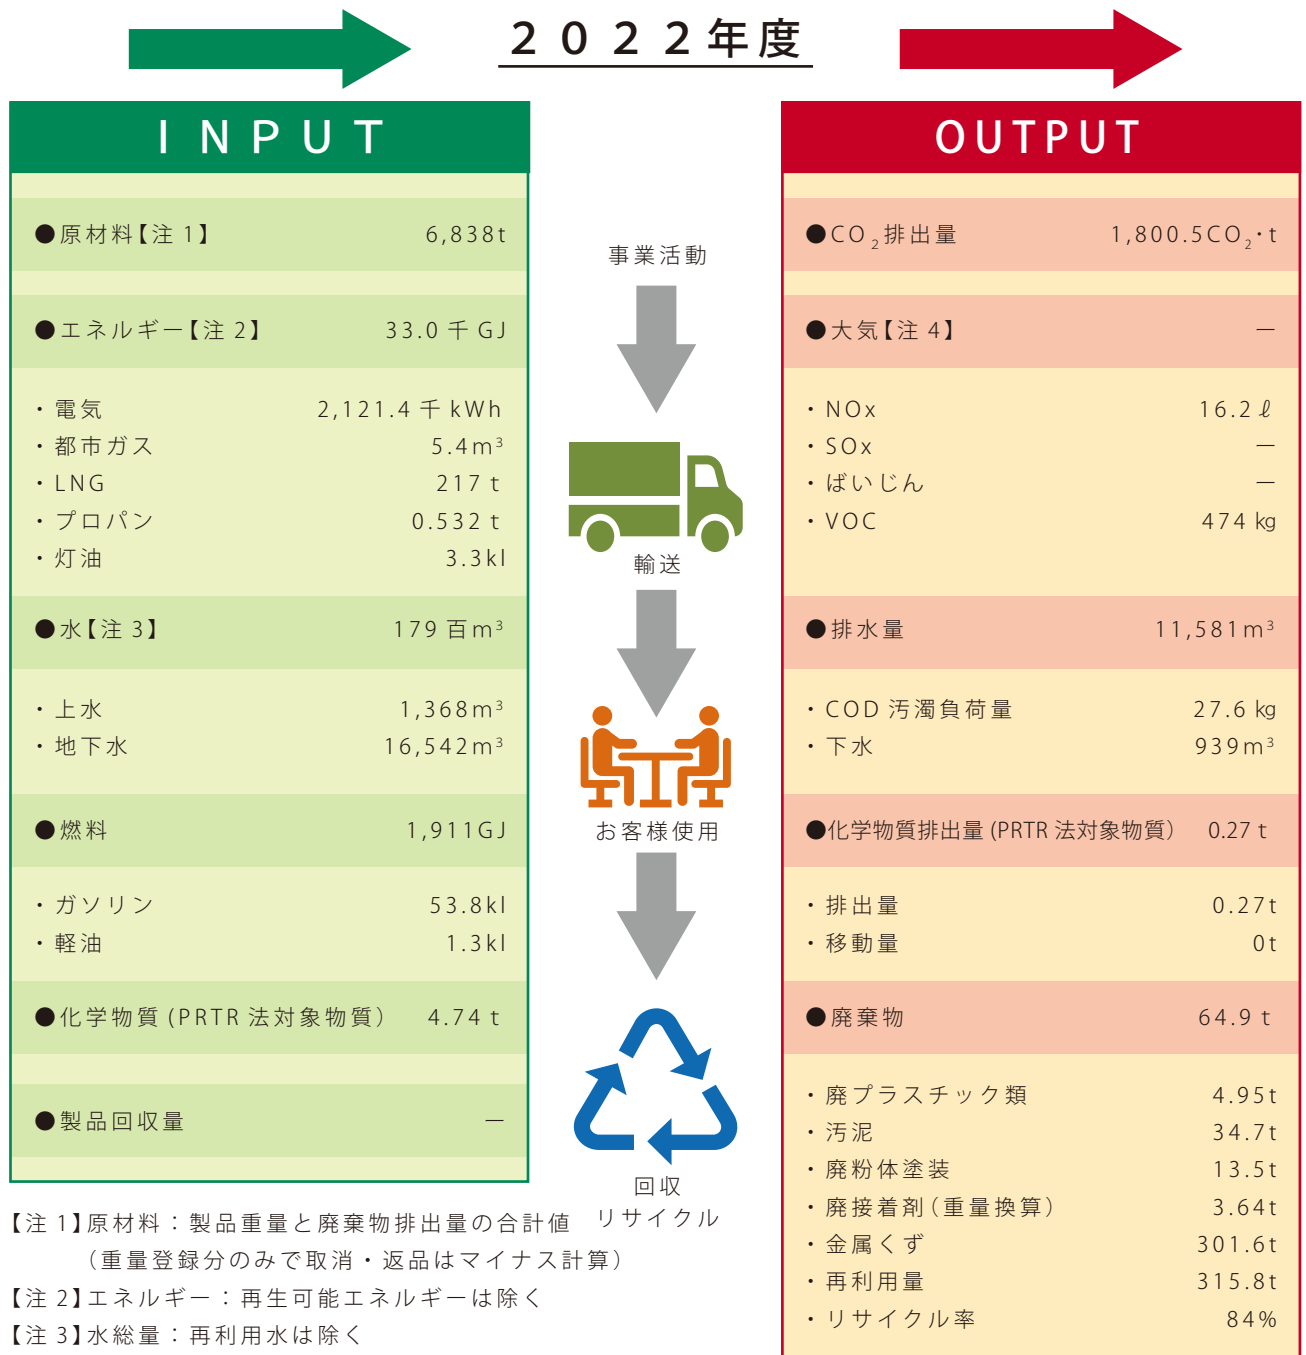 ２０２２年度
INPUT
●原材料【注 1】 6,838t
●エネルギー【注 2】 33.0 千 GJ
・電気 2,121.4 千 kWh
・都市ガス 5.4m³
・LNG 217 t
・プロパン 0.532 t
・灯油 3.3kl
●水【注 3】 179 百m³
・上水 1,368m³
・地下水 16,542m³
●燃料 1,911GJ
・ガソリン 53.8kl
・軽油 1.3kl
●化学物質 (PRTR 法対象物質） 4.74 t
●製品回収量 －
事業活動
輸送
お客様使用
回収
リサイクル
OUTPUT
●CO₂排出量 1,800.5CO₂・t
●大気【注 4】 －
・NOx 16.2 ℓ
・SOx －
・ばいじん －
・VOC 474 kg
●排水量 11,581m³
・COD 汚濁負荷量 27.6 kg
・下水 939m³
●化学物質排出量 (PRTR 法対象物質） 0.27 t
・排出量 0.27t
・移動量 0t
●廃棄物 64.9 t
・廃プラスチック類 4.95t
・汚泥 34.7t
・廃粉体塗装 13.5t
・廃接着剤（重量換算） 3.64t
・金属くず 301.6t
・再利用量 315.8t
・リサイクル率 84%
【注 1】原材料：製品重量と廃棄物排出量の合計値
（重量登録分のみで取消・返品はマイナス計算）
【注 2】エネルギー：再生可能エネルギーは除く
【注 3】水総量：再利用水は除く